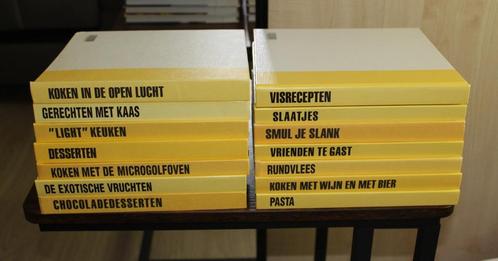 KOKEN IN DE OPEN LUCHT
GERECHTEN MET KAAS
"LIGHT" KEUKEN
DESSERTEN
KOKEN MET DE MICROGOLFOVEN
DE EXOTISCHE VRUCHTEN
CHOCOLADEDESSERTEN
VISRECEPTEN
SLAATJES
SMUL JE SLANK
VRIENDEN TE GAST
RUNDVLEES
KOKEN MET WIJN EN MET BIER
PASTA